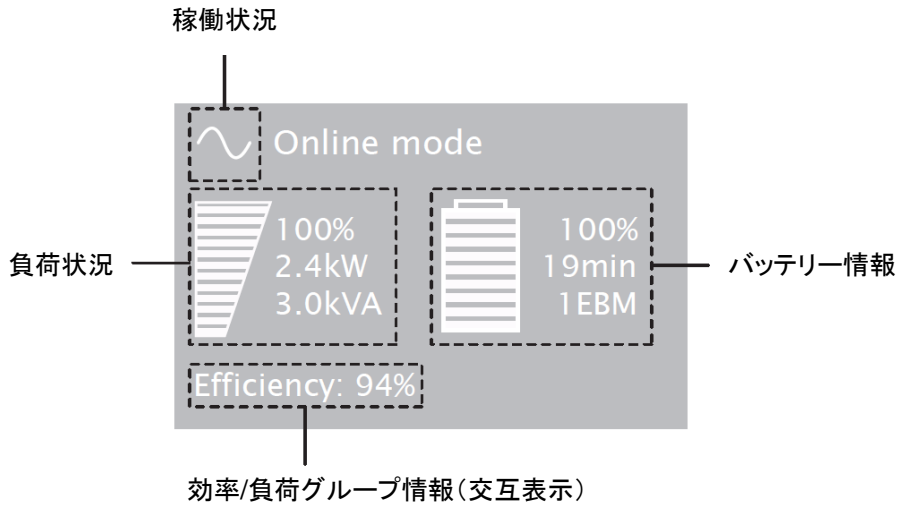 稼働状況
Online mode
負荷状況
100%
2.4kW
3.0kVA
100%
19min
1EBM
バッテリー情報
Efficiency: 94%
効率/負荷グループ情報(交互表示)